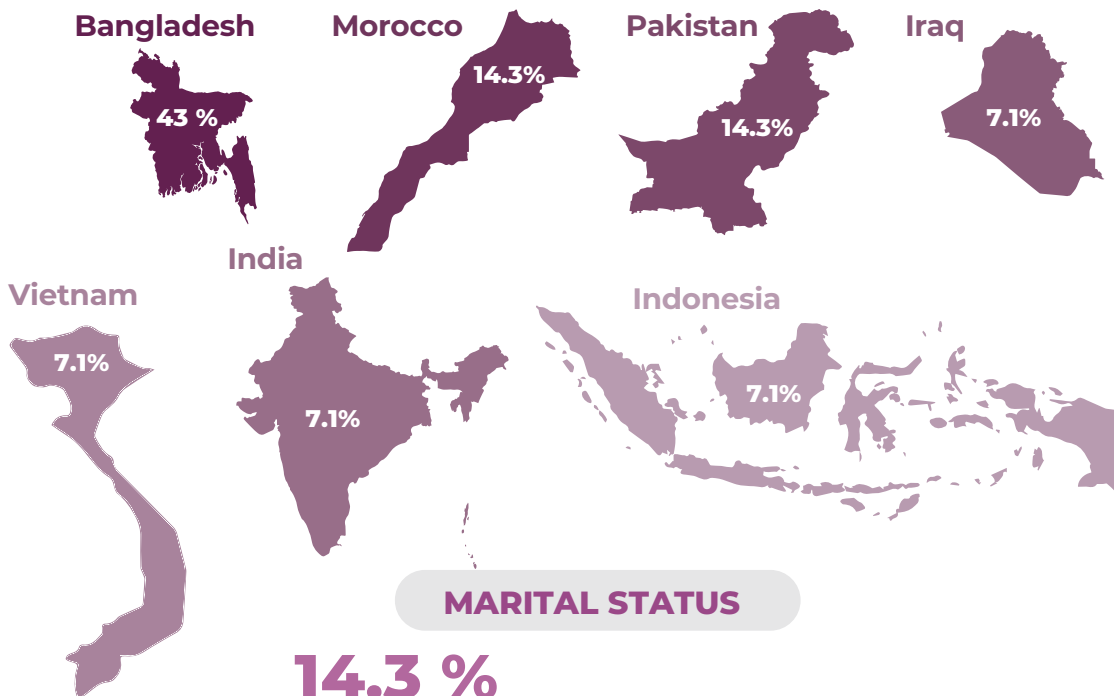 Bangladesh
43 %
Morocco
14.3%
Pakistan
14.3%
Iraq
7.1%
Vietnam
7.1%
India
7.1%
Indonesia
7.1%
MARITAL STATUS
14.3 %